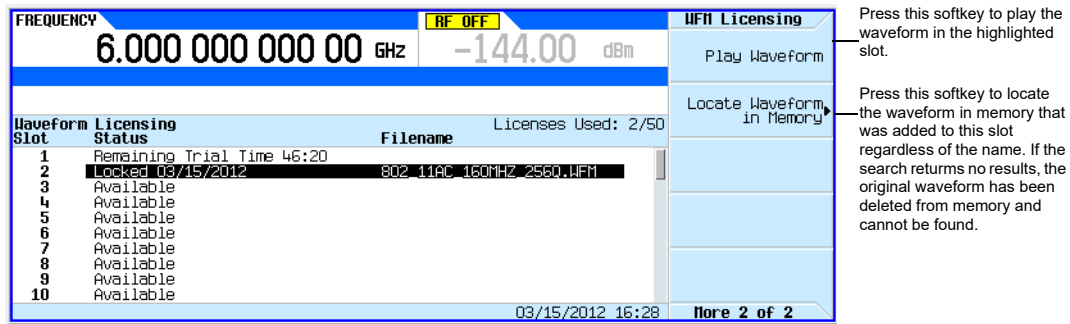 FREQUENCY
RF OFF
6.000 000 000 00 GHz
-144.00 dBm
Waveform Licensing
Licenses Used: 2/50
Slot Status Filename
1 Remaining Trial Time 46:20
2 Locked 03/15/2012 802_11AC_160MHZ_256Q.WFM
3 Available
4 Available
5 Available
6 Available
7 Available
8 Available
9 Available
10 Available
03/15/2012 16:28
WFM Licensing
Play Waveform
Locate Waveform
in Memory
More 2 of 2
Press this softkey to play the
waveform in the highlighted
slot.
Press this softkey to locate
the waveform in memory that
was added to this slot
regardless of the name. If the
search returms no results, the
original waveform has been
deleted from memory and
cannot be found.